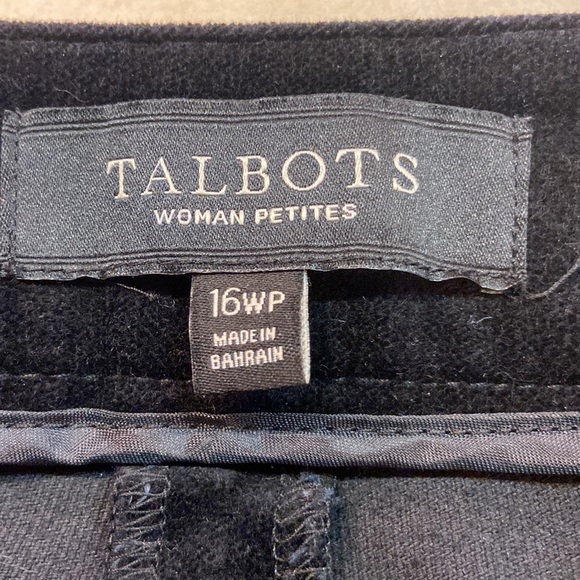 TALBOTS
WOMAN PETITES
16WP
MADE IN
BAHRAIN